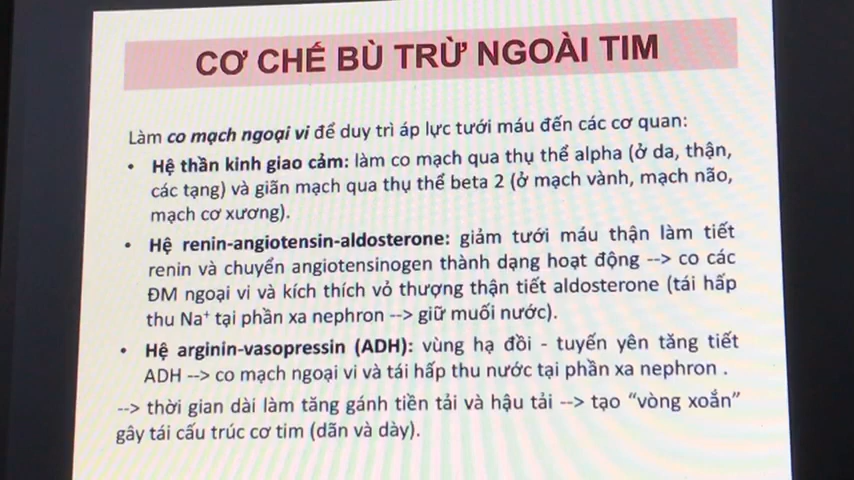 CƠ CHẾ BÙ TRỪ NGOÀI TIM
Làm co mạch ngoại vi để duy trì áp lực tưới máu đến các cơ quan:
• Hệ thần kinh giao cảm: làm co mạch qua thụ thể alpha (ở da, thận,
các tạng) và giãn mạch qua thụ thể beta 2 (ở mạch vành, mạch não,
mạch cơ xương).
• Hệ renin-angiotensin-aldosterone: giảm tưới máu thận làm tiết
renin và chuyển angiotensinogen thành dạng hoạt động --> co các
ĐM ngoại vi và kích thích vỏ thượng thận tiết aldosterone (tái hấp
thu Na⁺ tại phần xa nephron --> giữ muối nước).
• Hệ arginin-vasopressin (ADH): vùng hạ đồi - tuyến yên tăng tiết
ADH --> co mạch ngoại vi và tái hấp thu nước tại phần xa nephron .
--> thời gian dài làm tăng gánh tiền tải và hậu tải --> tạo “vòng xoắn”
gây tái cấu trúc cơ tim (dãn và dày).